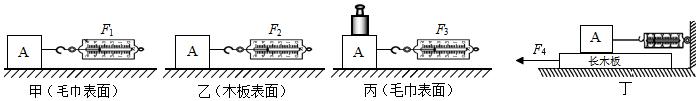 A F₁ A F₂ A F₃ A F₄
长木板
甲（毛巾表面） 乙（木板表面） 丙（毛巾表面） 丁